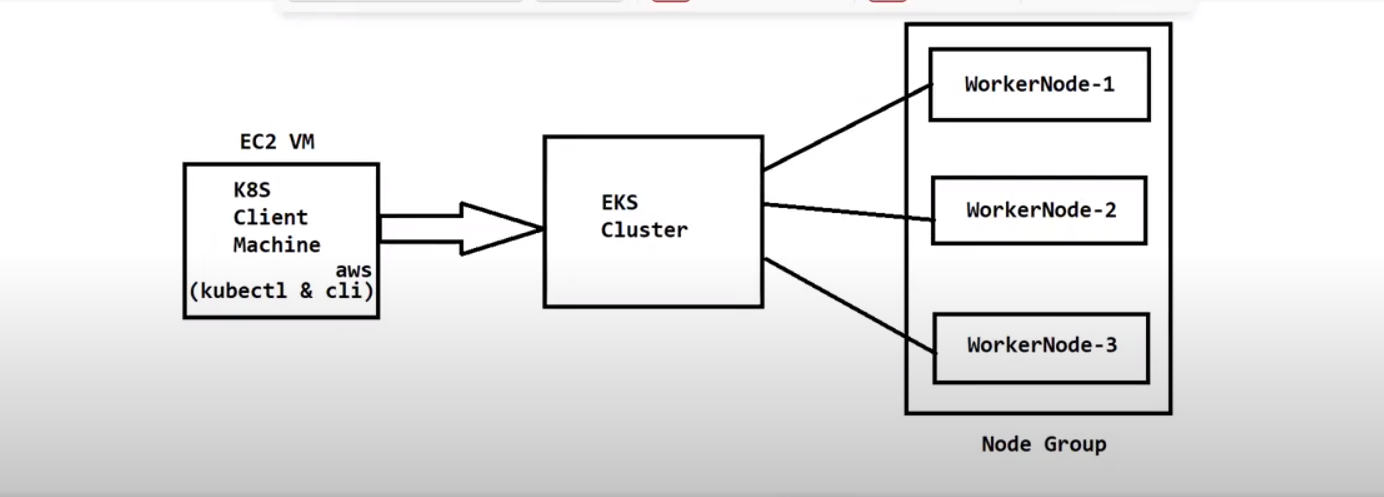 EC2 VM
K8S
Client
Machine
aws
(kubectl & cli)
EKS
Cluster
WorkerNode-1
WorkerNode-2
WorkerNode-3
Node Group